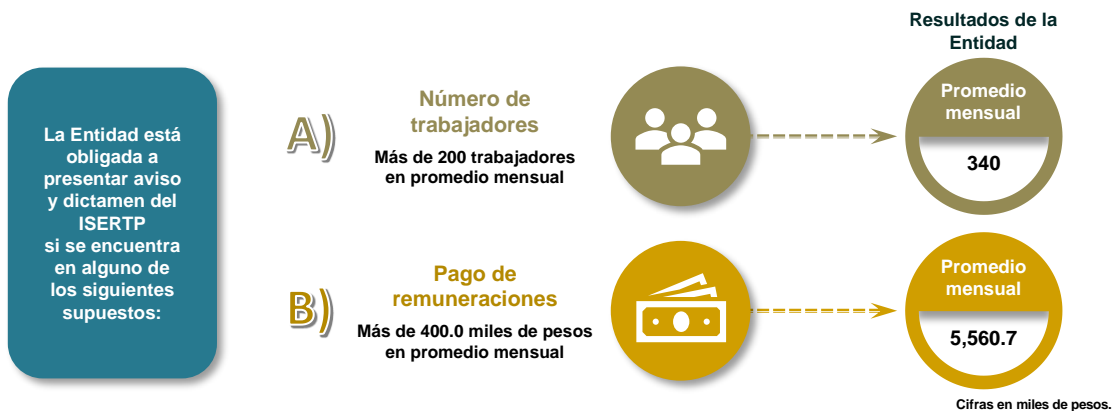 La Entidad está
obligada a
presentar aviso
y dictamen del
ISERTP
si se encuentra
en alguno de
los siguientes
supuestos:
A)
Número de
trabajadores
Más de 200 trabajadores
en promedio mensual
B)
Pago de
remuneraciones
Más de 400.0 miles de pesos
en promedio mensual
Resultados de la
Entidad
Promedio
mensual
340
Promedio
mensual
5,560.7
Cifras en miles de pesos.